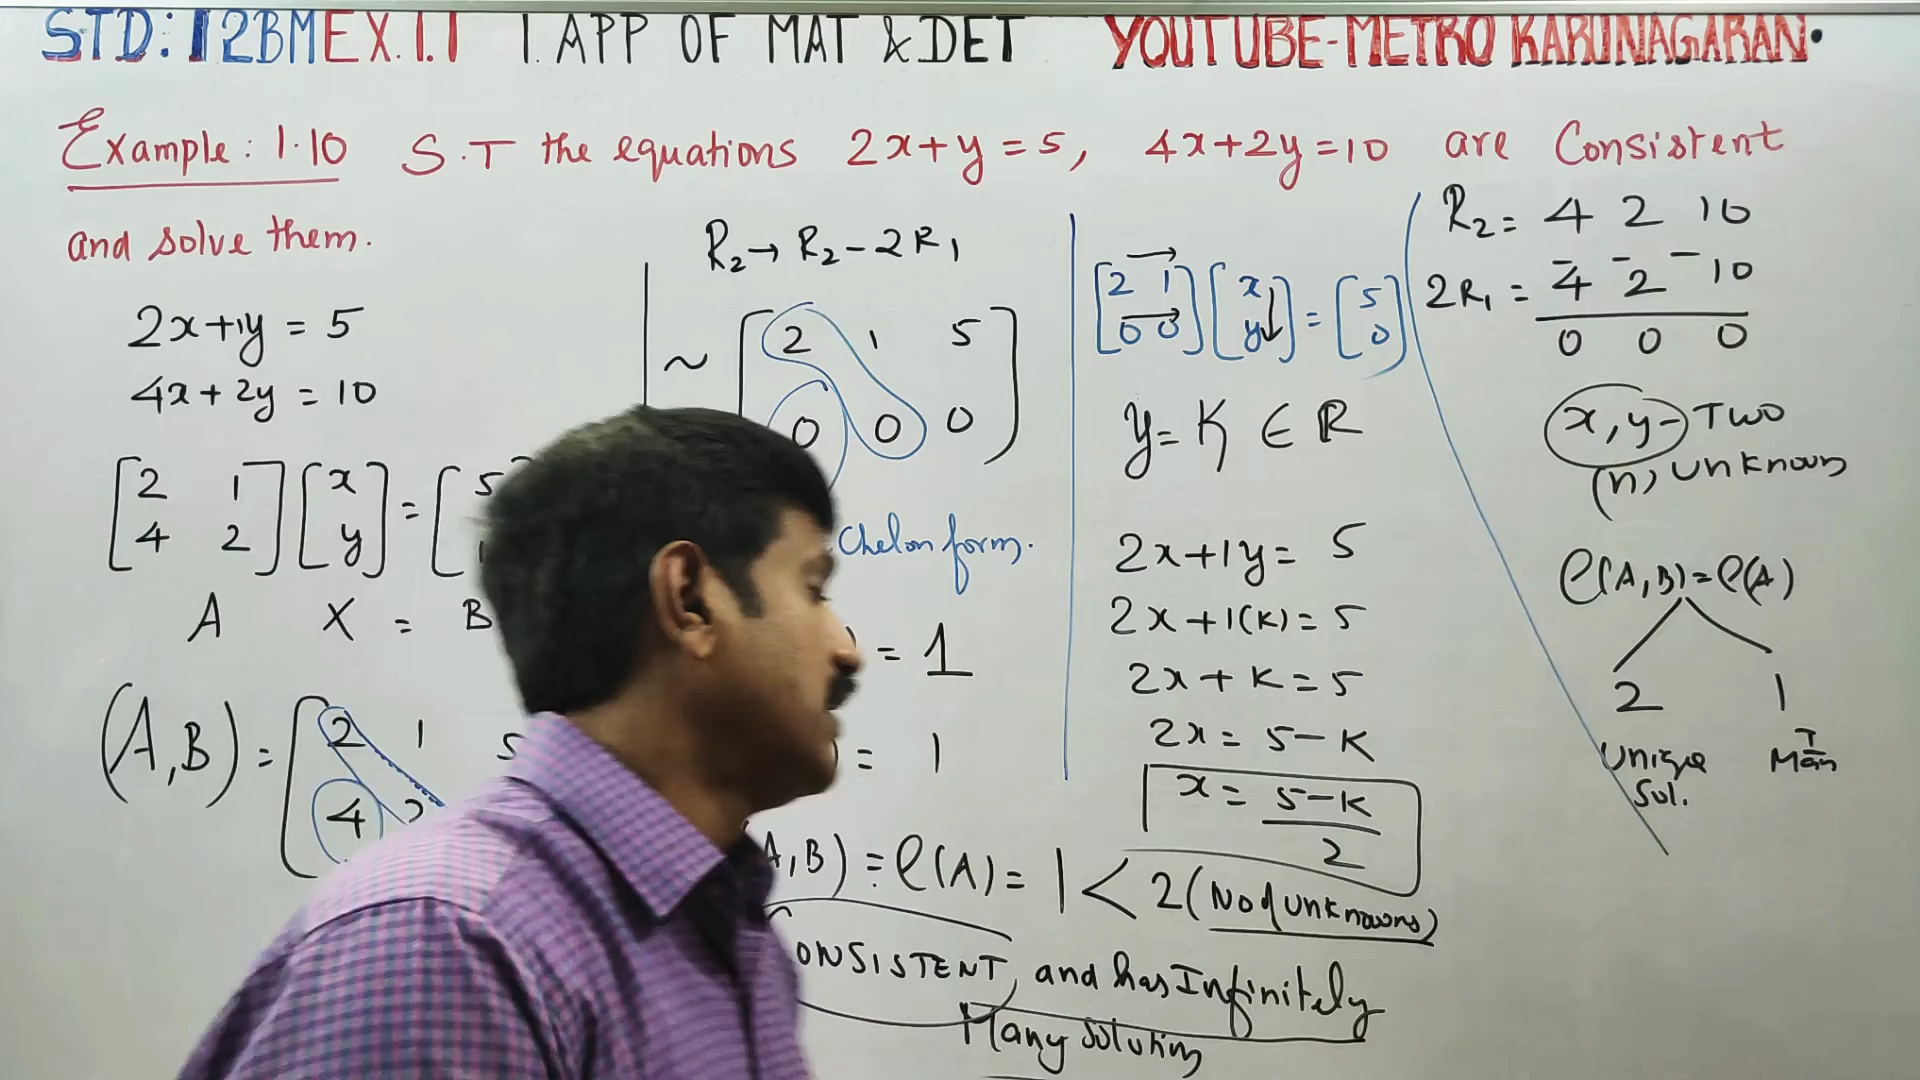 STD: 12BM EX.1.1 1. APP OF MAT & DET YOUTUBE-METRO KARUNAGARAN.
Example: 1.10 S.T the equations 2x+y=5, 4x+2y=10 are Consistent
and solve them.
2x+1y = 5
4x+2y = 10
[2 1
4 2] [x
y] = [5
A X = B
(A,B) = [2 1 5
4 2
R₂→R₂-2R₁
~ [2 1 5
0 0 0]
chelon form.
= 1
= 1
A,B) = ρ(A) = 1 < 2 (No of unknowns)
ONSISTENT, and has Infinitely
Many Solution
[2 1
0 0] [x
y] = [5
0]
y = K ∈ R
2x+1y = 5
2x+1(K) = 5
2x+K = 5
2x = 5-K
x = 5-K
2
R₂ = 4 2 10
2R₁ = 4 2 10
- - -
0 0 0
x, y - Two
(n) unknown
ρ(A,B) = ρ(A)
2 1
Unique
Sol.